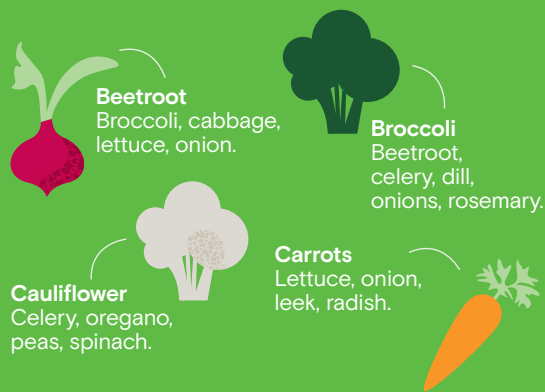 Beetroot
Broccoli, cabbage,
lettuce, onion.
Broccoli
Beetroot,
celery, dill,
onions, rosemary.
Cauliflower
Celery, oregano,
peas, spinach.
Carrots
Lettuce, onion,
leek, radish.